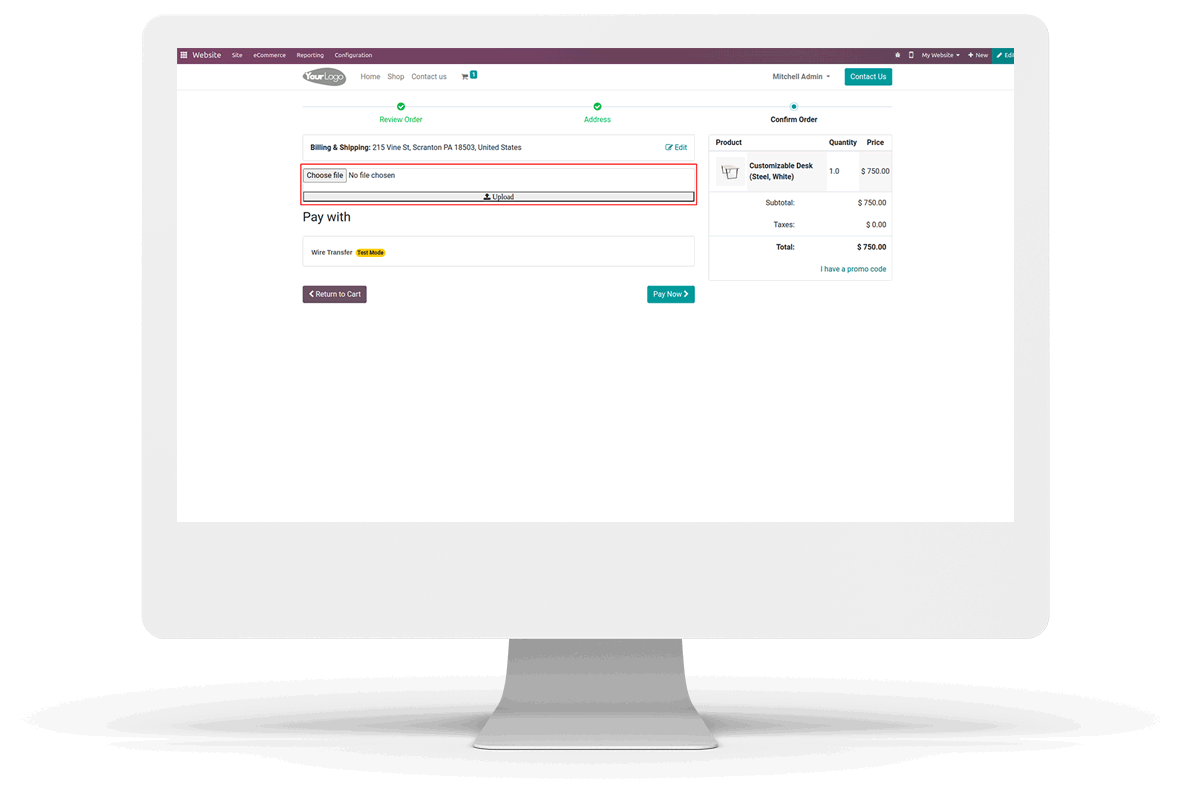 Website Site eCommerce Reporting Configuration My Website + New Edi
YourLogo Home Shop Contact us 1 Mitchell Admin Contact Us
Review Order Address Confirm Order
Billing & Shipping: 215 Vine St, Scranton PA 18503, United States Edit
Choose file No file chosen
Upload
Pay with
Wire Transfer Test Mode
Return to Cart Pay Now
Product Quantity Price
Customizable Desk
(Steel, White) 1.0 $ 750.00
Subtotal: $ 750.00
Taxes: $ 0.00
Total: $ 750.00
I have a promo code